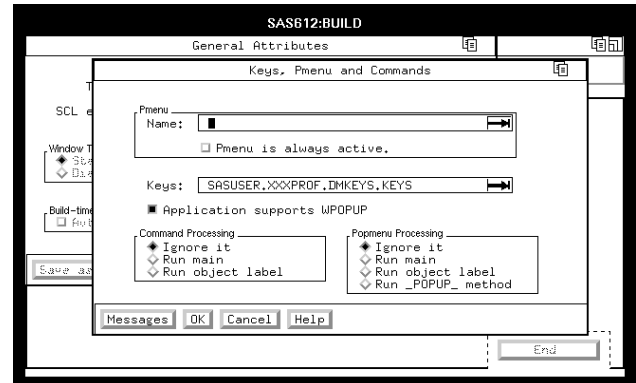 SAS612:BUILD
General Attributes
Keys, Pmenu and Commands
T
SCL e
Pmenu
Name:
Pmenu is always active.
Window T
Sta
Dia
Keys: SASUSER.XXXPROF.DMKEYS.KEYS
Build-time
Aut
Application supports WPOPUP
Command Processing
Ignore it
Run main
Run object label
Popmenu Processing
Ignore it
Run main
Run object label
Run _POPUP_ method
Save as
Messages OK Cancel Help
End